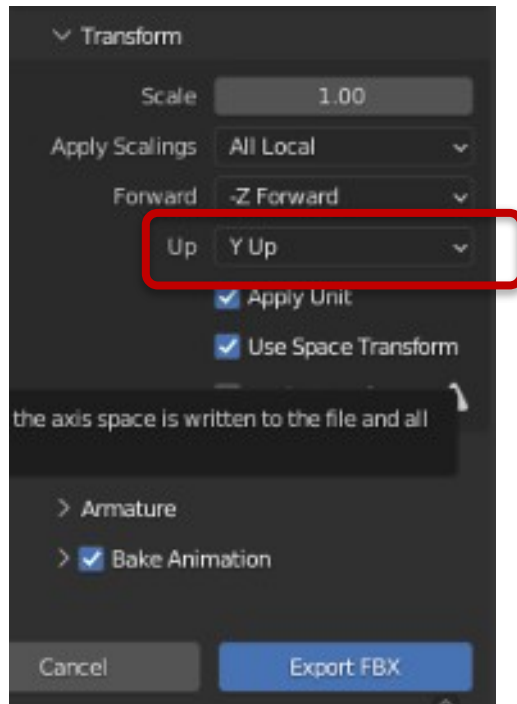 Transform
Scale 1.00
Apply Scalings All Local
Forward -Z Forward
Up Y Up
Apply Unit
Use Space Transform
the axis space is written to the file and all
Armature
Bake Animation
Cancel Export FBX